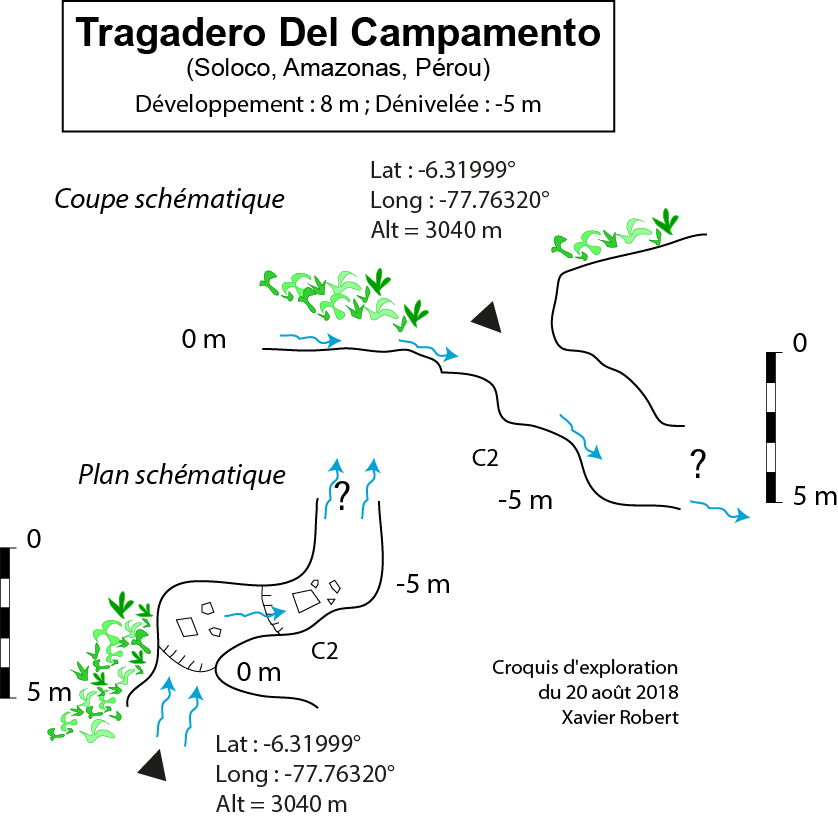 Tragadero Del Campamento
(Soloco, Amazonas, Pérou)
Développement : 8 m ; Dénivelée : -5 m
Coupe schématique
Lat : -6.31999°
Long : -77.76320°
Alt = 3040 m
0 m
0
C2
?
-5 m
5 m
Plan schématique
?
0
-5 m
C2
0 m
5 m
Croquis d'exploration
du 20 août 2018
Xavier Robert
Lat : -6.31999°
Long : -77.76320°
Alt = 3040 m